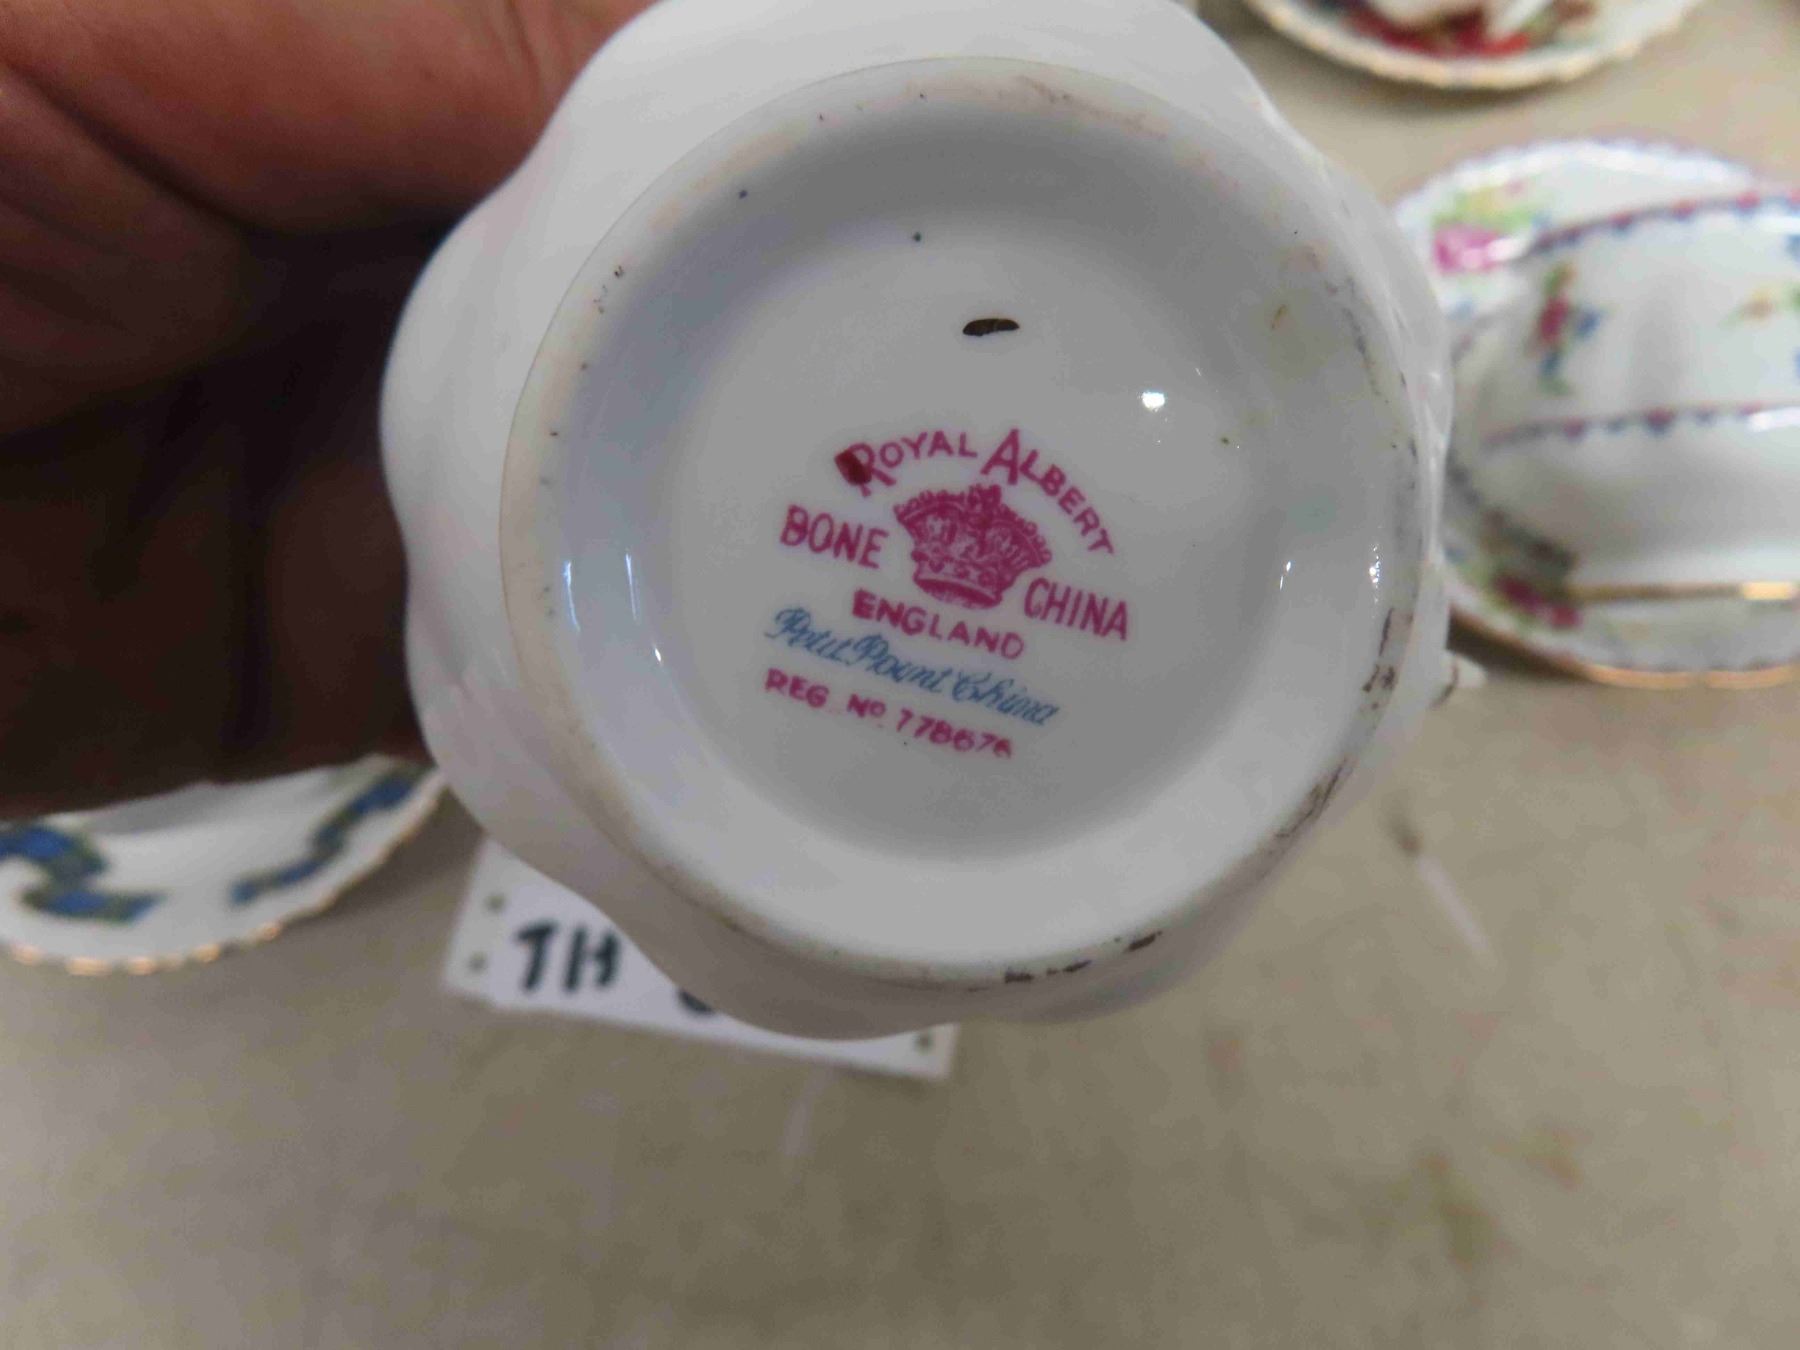 ROYAL ALBERT
BONE CHINA
ENGLAND
Petit Point China
REG. No 778676
TH